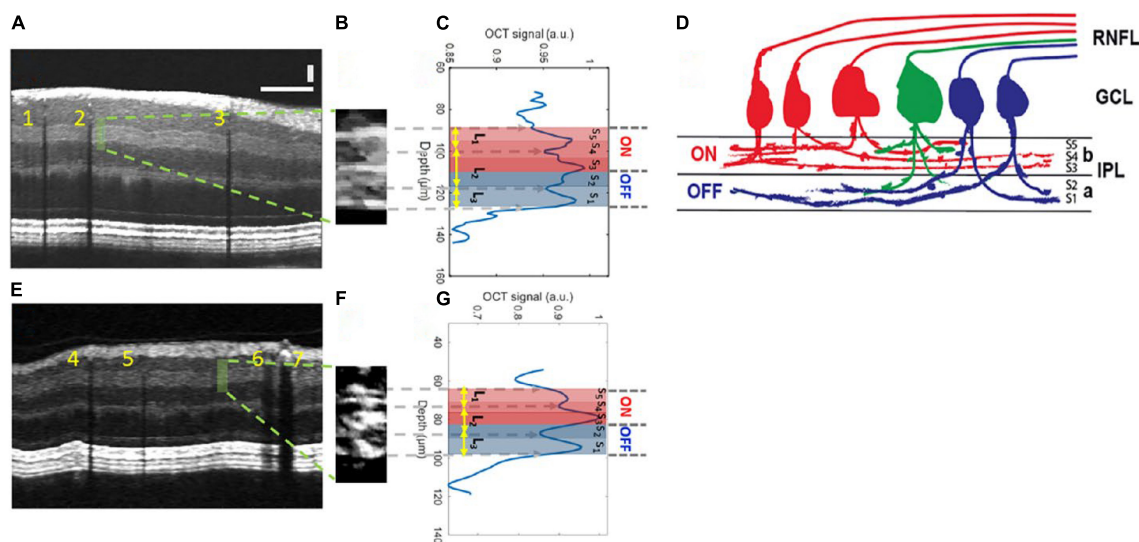 A
B
C
D
OCT signal (a.u.)
0.85
0.9
0.95
1
60
80
100
120
140
160
Depth (μm)
L1
L2
L3
S5
S4
S3
S2
S1
ON
OFF
1
2
3
RNFL
GCL
ON
OFF
S5
S4
S3
b
IPL
S2
S1
a
E
F
G
OCT signal (a.u.)
0.7
0.8
0.9
1
40
60
80
100
120
140
Depth (μm)
L1
L2
L3
S5
S4
S3
S2
S1
ON
OFF
4
5
6
7